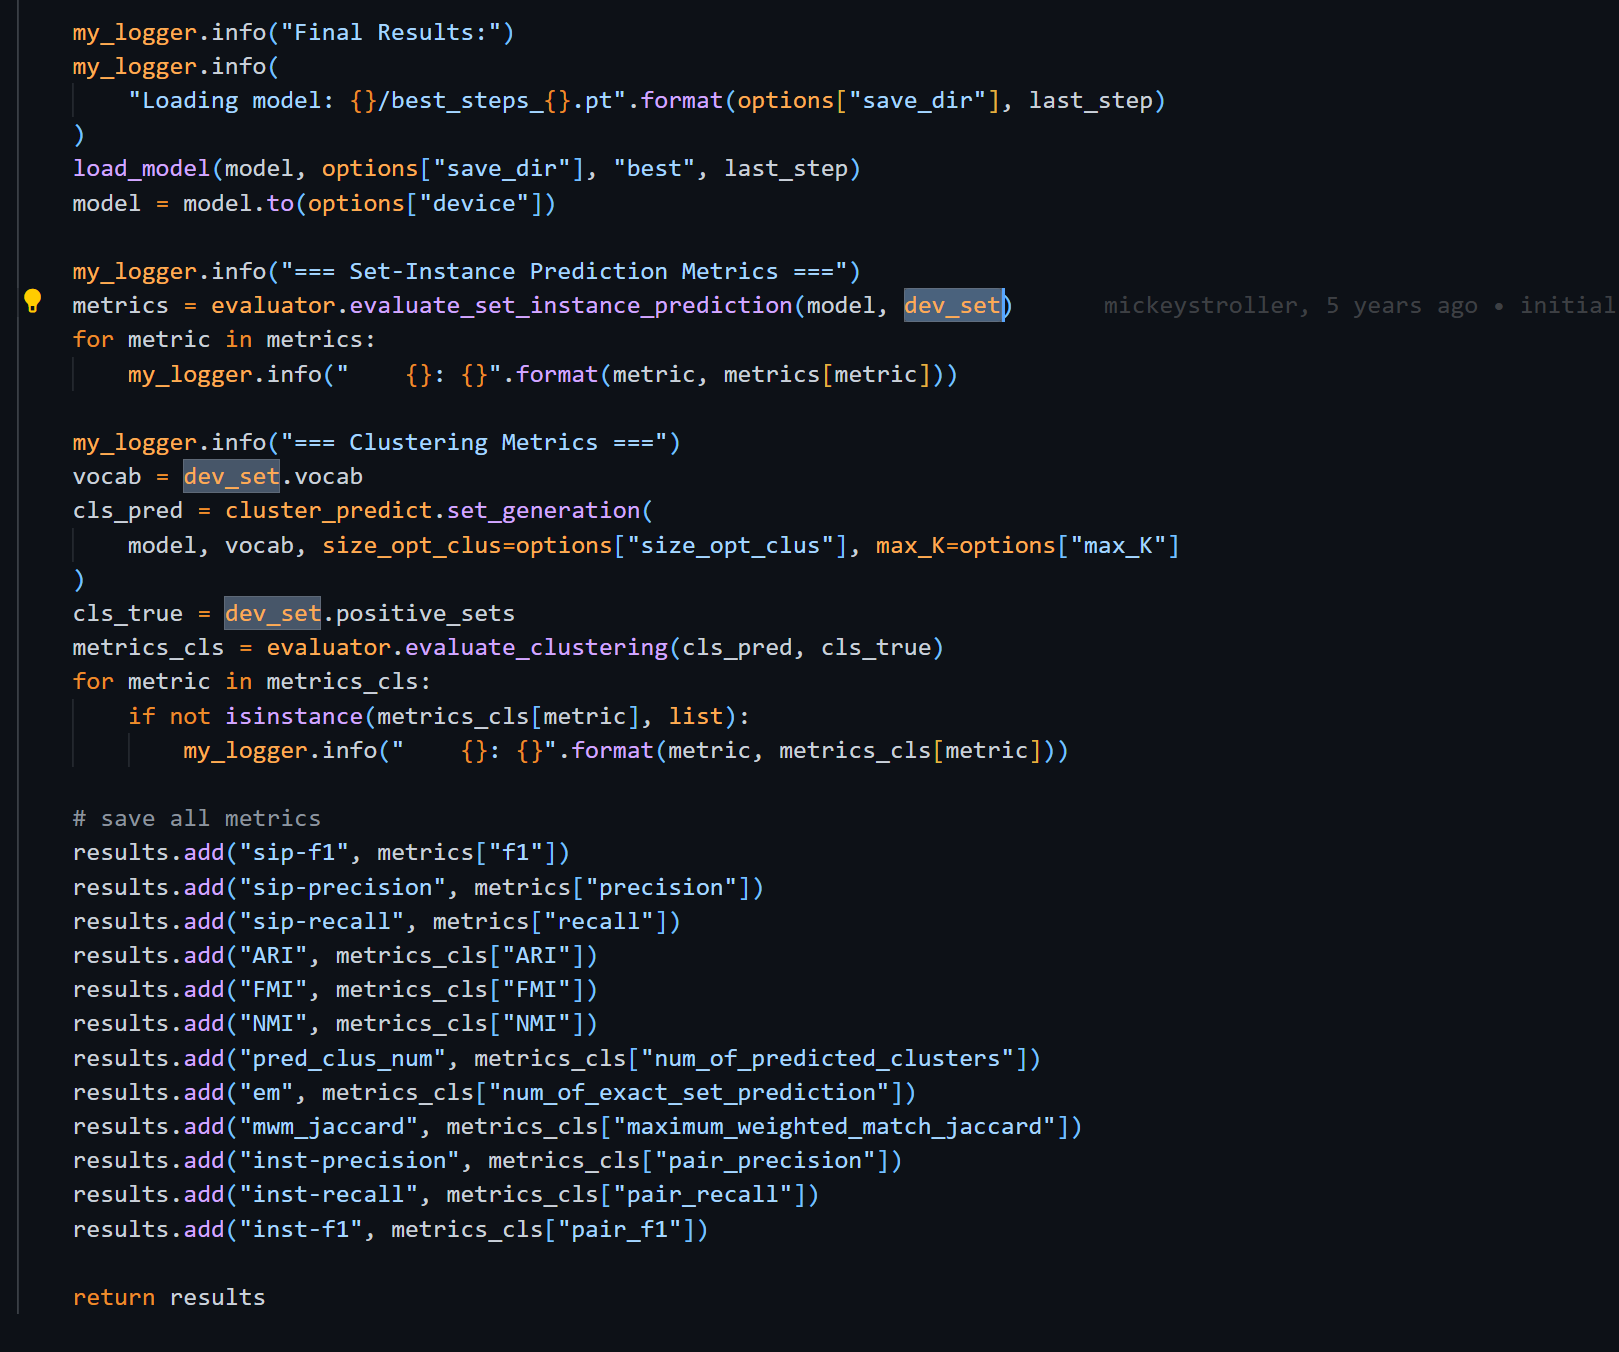 my_logger.info("Final Results:")
my_logger.info(
    "Loading model: {}/best_steps_{}.pt".format(options["save_dir"], last_step)
)
load_model(model, options["save_dir"], "best", last_step)
model = model.to(options["device"])

my_logger.info("=== Set-Instance Prediction Metrics ===")
metrics = evaluator.evaluate_set_instance_prediction(model, dev_set)      mickeystroller, 5 years ago • initial
for metric in metrics:
    my_logger.info("    {}: {}".format(metric, metrics[metric]))

my_logger.info("=== Clustering Metrics ===")
vocab = dev_set.vocab
cls_pred = cluster_predict.set_generation(
    model, vocab, size_opt_clus=options["size_opt_clus"], max_K=options["max_K"]
)
cls_true = dev_set.positive_sets
metrics_cls = evaluator.evaluate_clustering(cls_pred, cls_true)
for metric in metrics_cls:
    if not isinstance(metrics_cls[metric], list):
        my_logger.info("    {}: {}".format(metric, metrics_cls[metric]))

# save all metrics
results.add("sip-f1", metrics["f1"])
results.add("sip-precision", metrics["precision"])
results.add("sip-recall", metrics["recall"])
results.add("ARI", metrics_cls["ARI"])
results.add("FMI", metrics_cls["FMI"])
results.add("NMI", metrics_cls["NMI"])
results.add("pred_clus_num", metrics_cls["num_of_predicted_clusters"])
results.add("em", metrics_cls["num_of_exact_set_prediction"])
results.add("mwm_jaccard", metrics_cls["maximum_weighted_match_jaccard"])
results.add("inst-precision", metrics_cls["pair_precision"])
results.add("inst-recall", metrics_cls["pair_recall"])
results.add("inst-f1", metrics_cls["pair_f1"])

return results